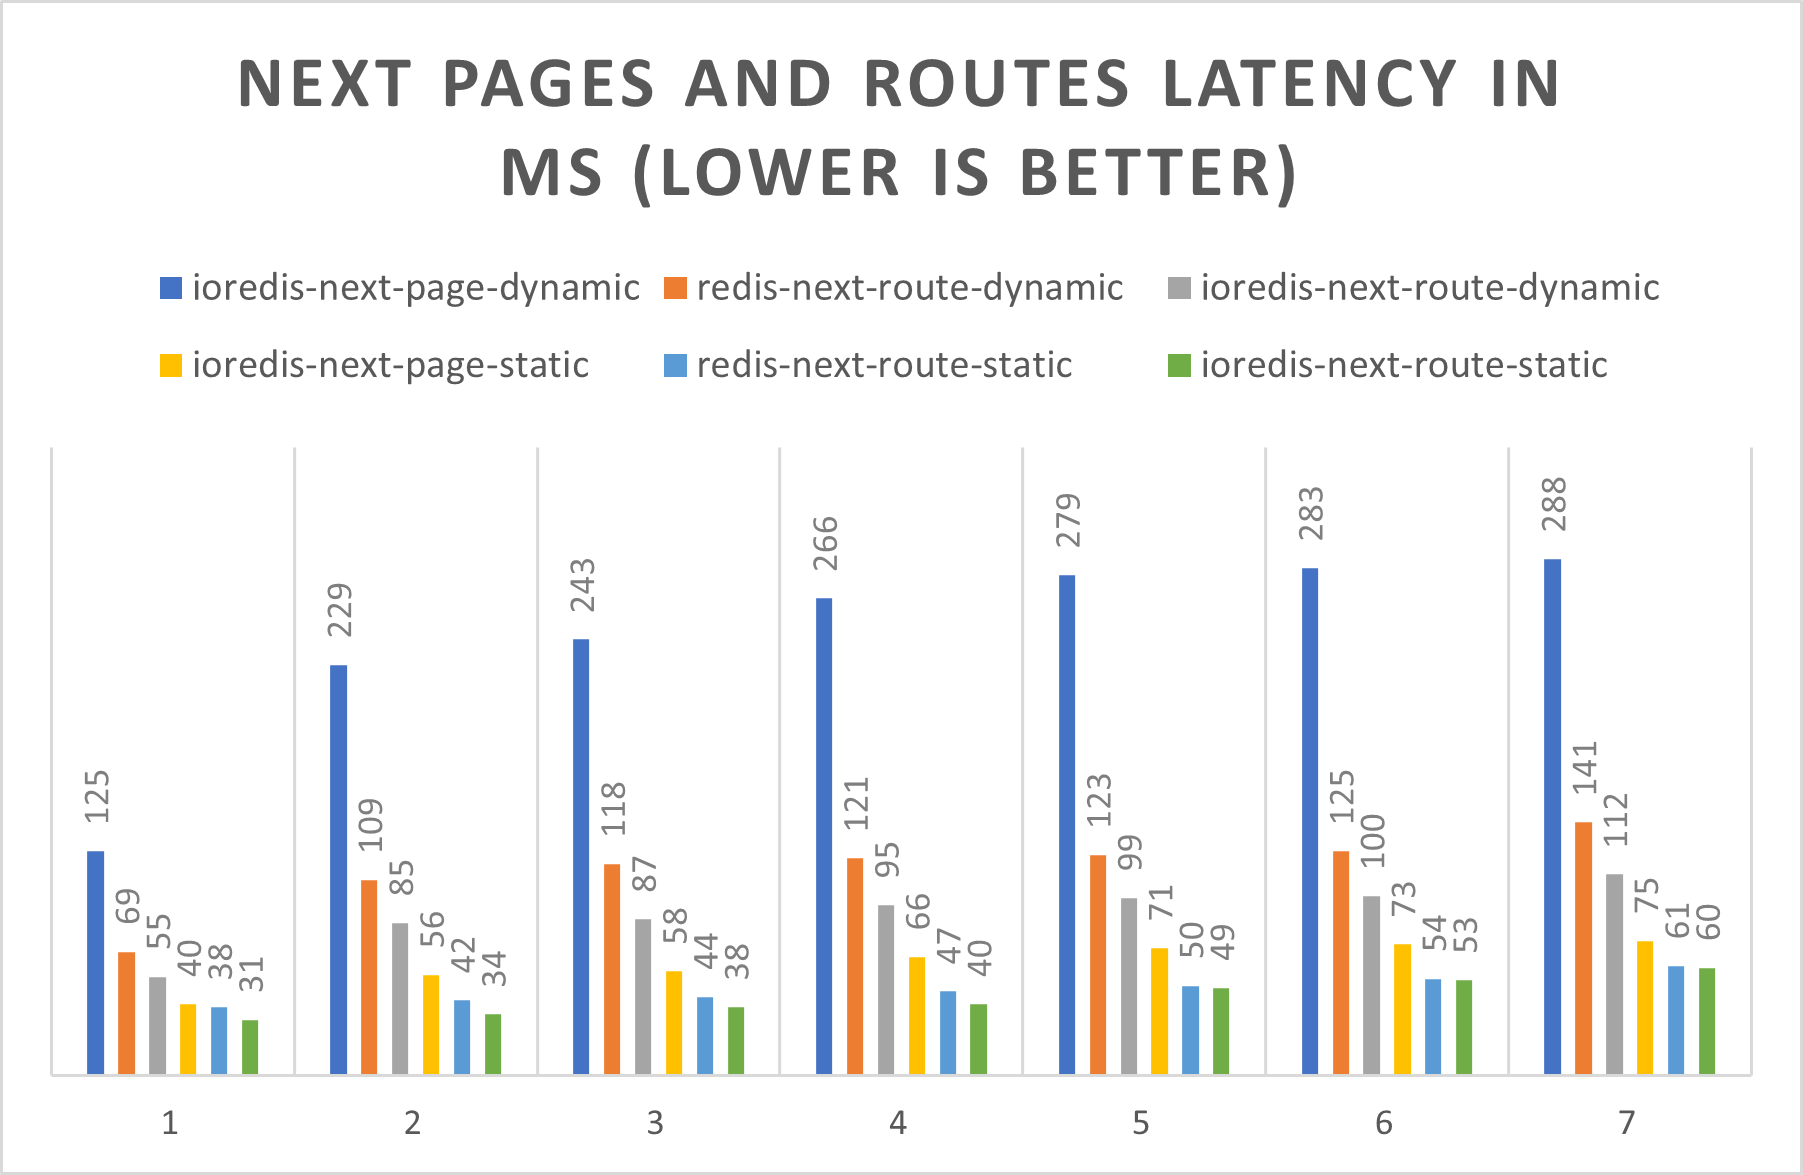 NEXT PAGES AND ROUTES LATENCY IN
MS (LOWER IS BETTER)
ioredis-next-page-dynamic redis-next-route-dynamic ioredis-next-route-dynamic
ioredis-next-page-static redis-next-route-static ioredis-next-route-static
125 69 55 40 38 31
229 109 85 56 42 34
243 118 87 58 44 38
266 121 95 66 47 40
279 123 99 71 50 49
283 125 100 73 54 53
288 141 112 75 61 60
1 2 3 4 5 6 7